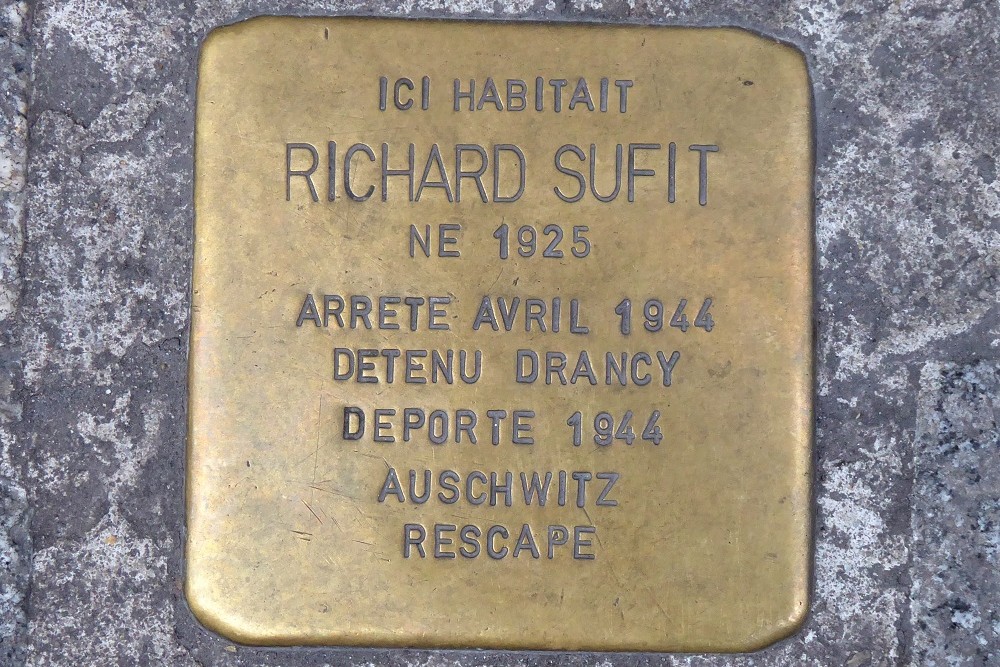 ICI HABITAIT
RICHARD SUFIT
NE 1925
ARRETE AVRIL 1944
DETENU DRANCY
DEPORTE 1944
AUSCHWITZ
RESCAPE